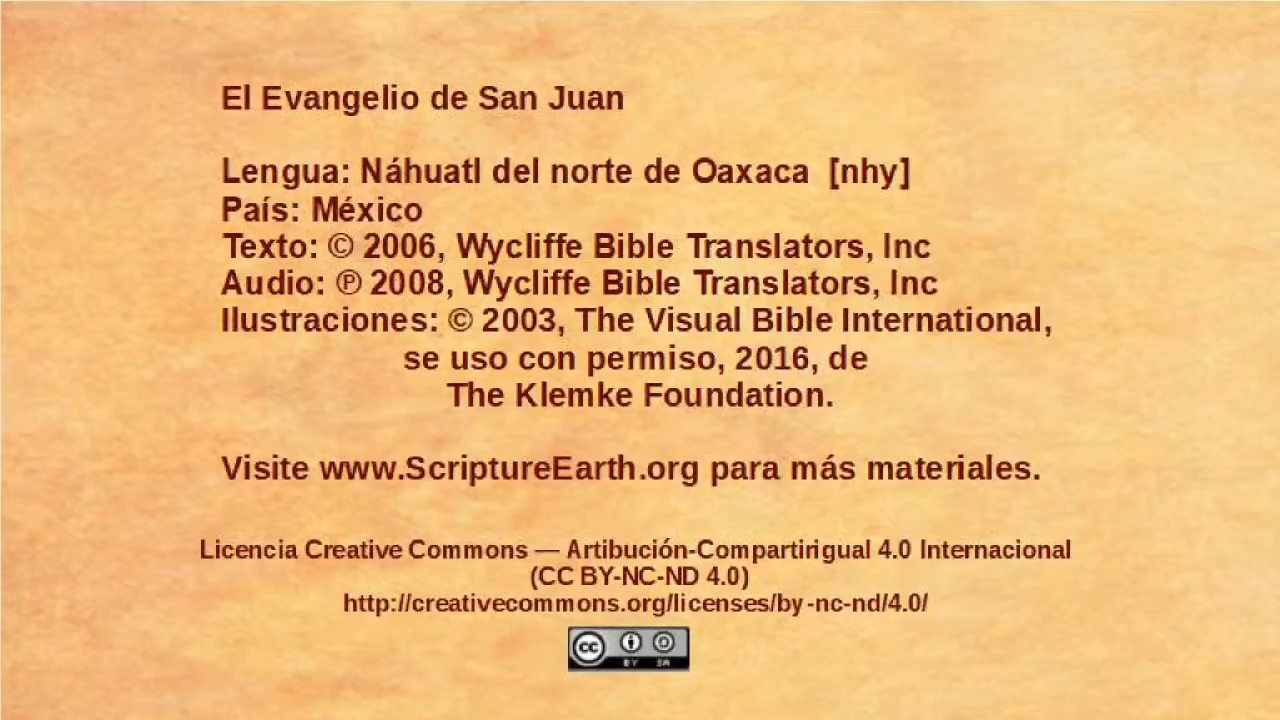 El Evangelio de San Juan
Lengua: Náhuatl del norte de Oaxaca [nhy]
País: México
Texto: © 2006, Wycliffe Bible Translators, Inc
Audio: ℗ 2008, Wycliffe Bible Translators, Inc
Ilustraciones: © 2003, The Visual Bible International,
se uso con permiso, 2016, de
The Klemke Foundation.
Visite www.ScriptureEarth.org para más materiales.
Licencia Creative Commons — Artibución-Compartirigual 4.0 Internacional
(CC BY-NC-ND 4.0)
http://creativecommons.org/licenses/by-nc-nd/4.0/
cc
BY SA